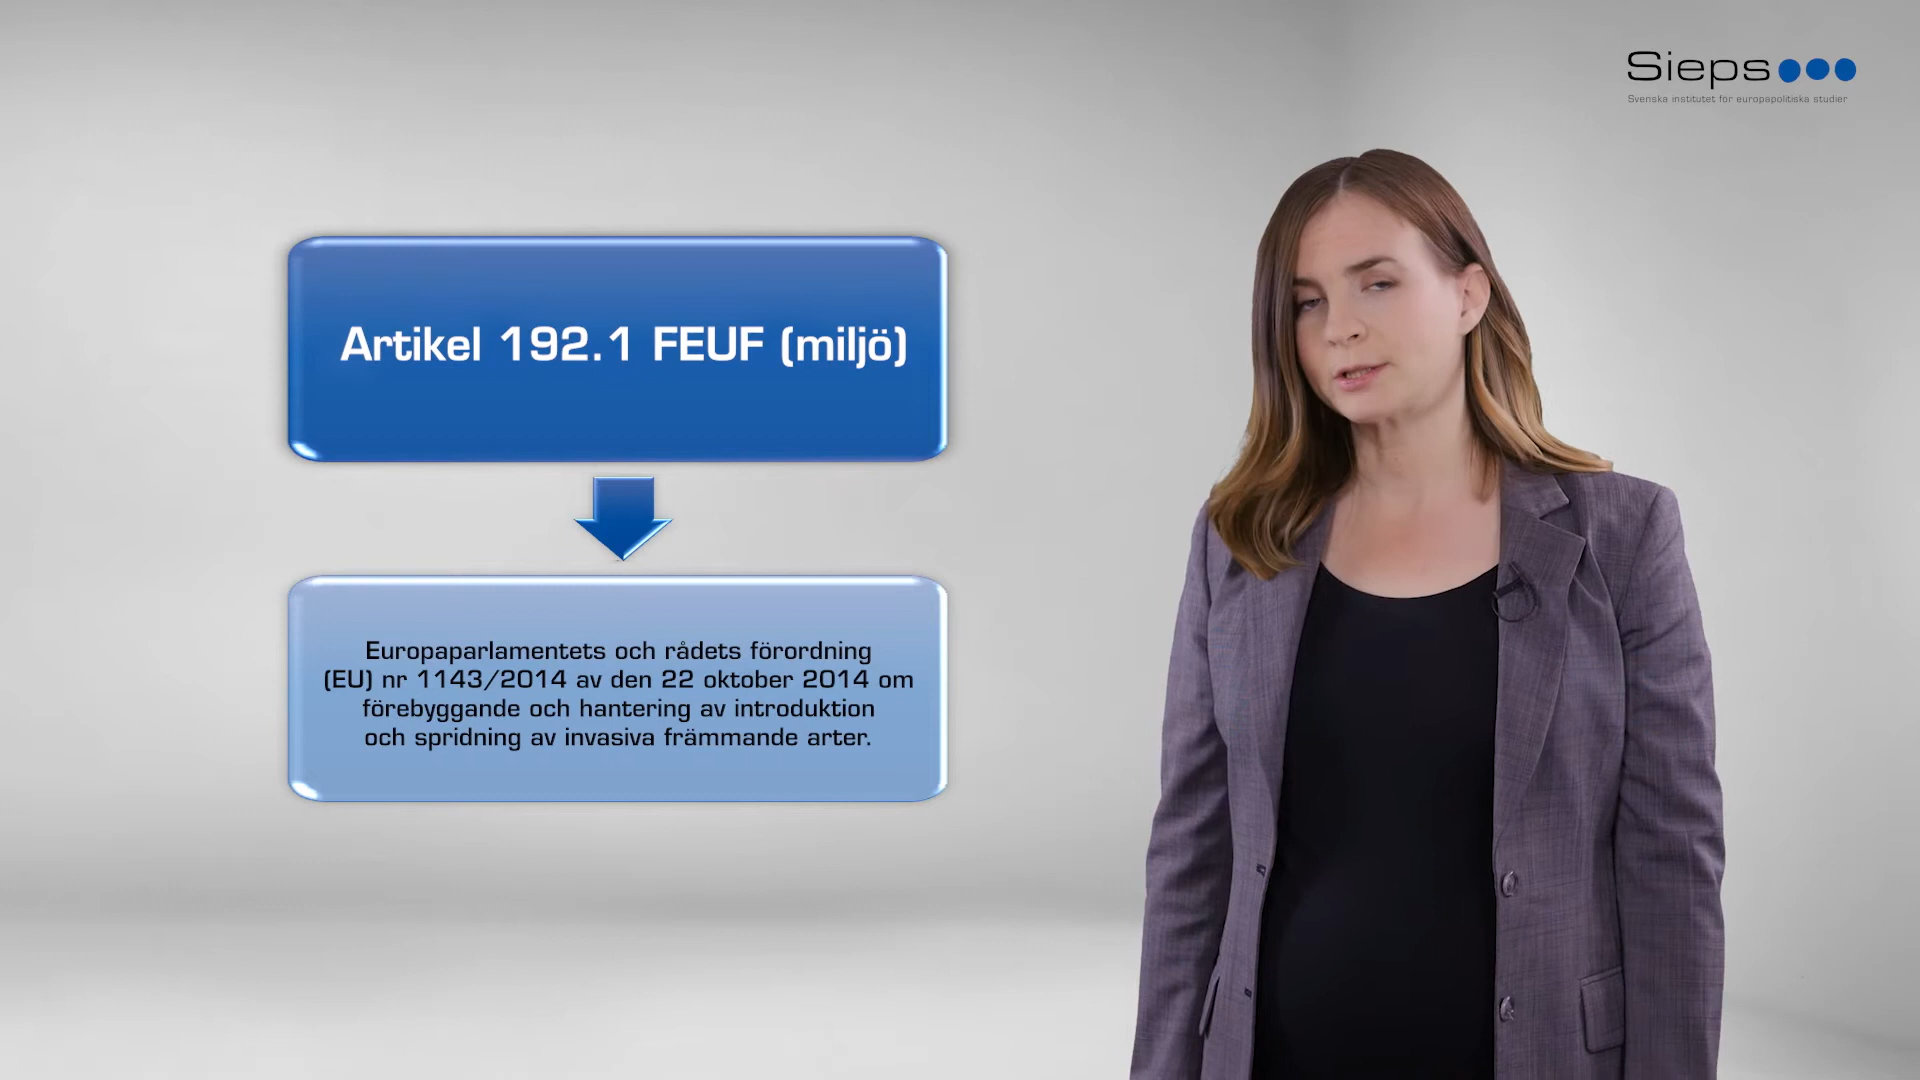 Sieps
Svenska institutet för europapolitiska studier
Artikel 192.1 FEUF (miljö)
Europaparlamentets och rådets förordning
(EU) nr 1143/2014 av den 22 oktober 2014 om
förebyggande och hantering av introduktion
och spridning av invasiva främmande arter.